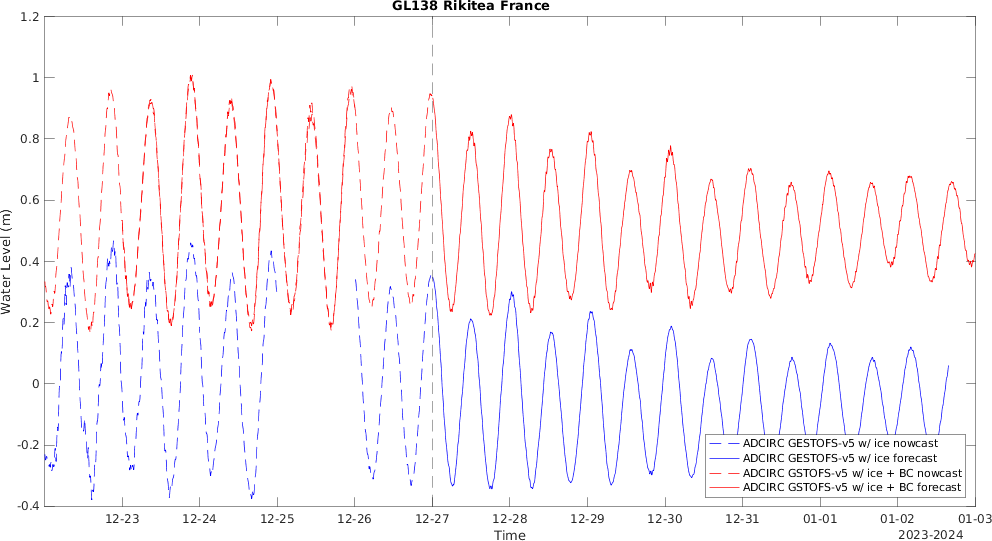 GL138 Rikitea France
1.2
1
0.8
0.6
0.4
0.2
0
-0.2
-0.4
Water Level (m)
ADCIRC GESTOFS-v5 w/ ice nowcast
ADCIRC GESTOFS-v5 w/ ice forecast
ADCIRC GSTOFS-v5 w/ ice + BC nowcast
ADCIRC GSTOFS-v5 w/ ice + BC forecast
12-23 12-24 12-25 12-26 12-27 12-28 12-29 12-30 12-31 01-01 01-02 01-03
Time
2023-2024